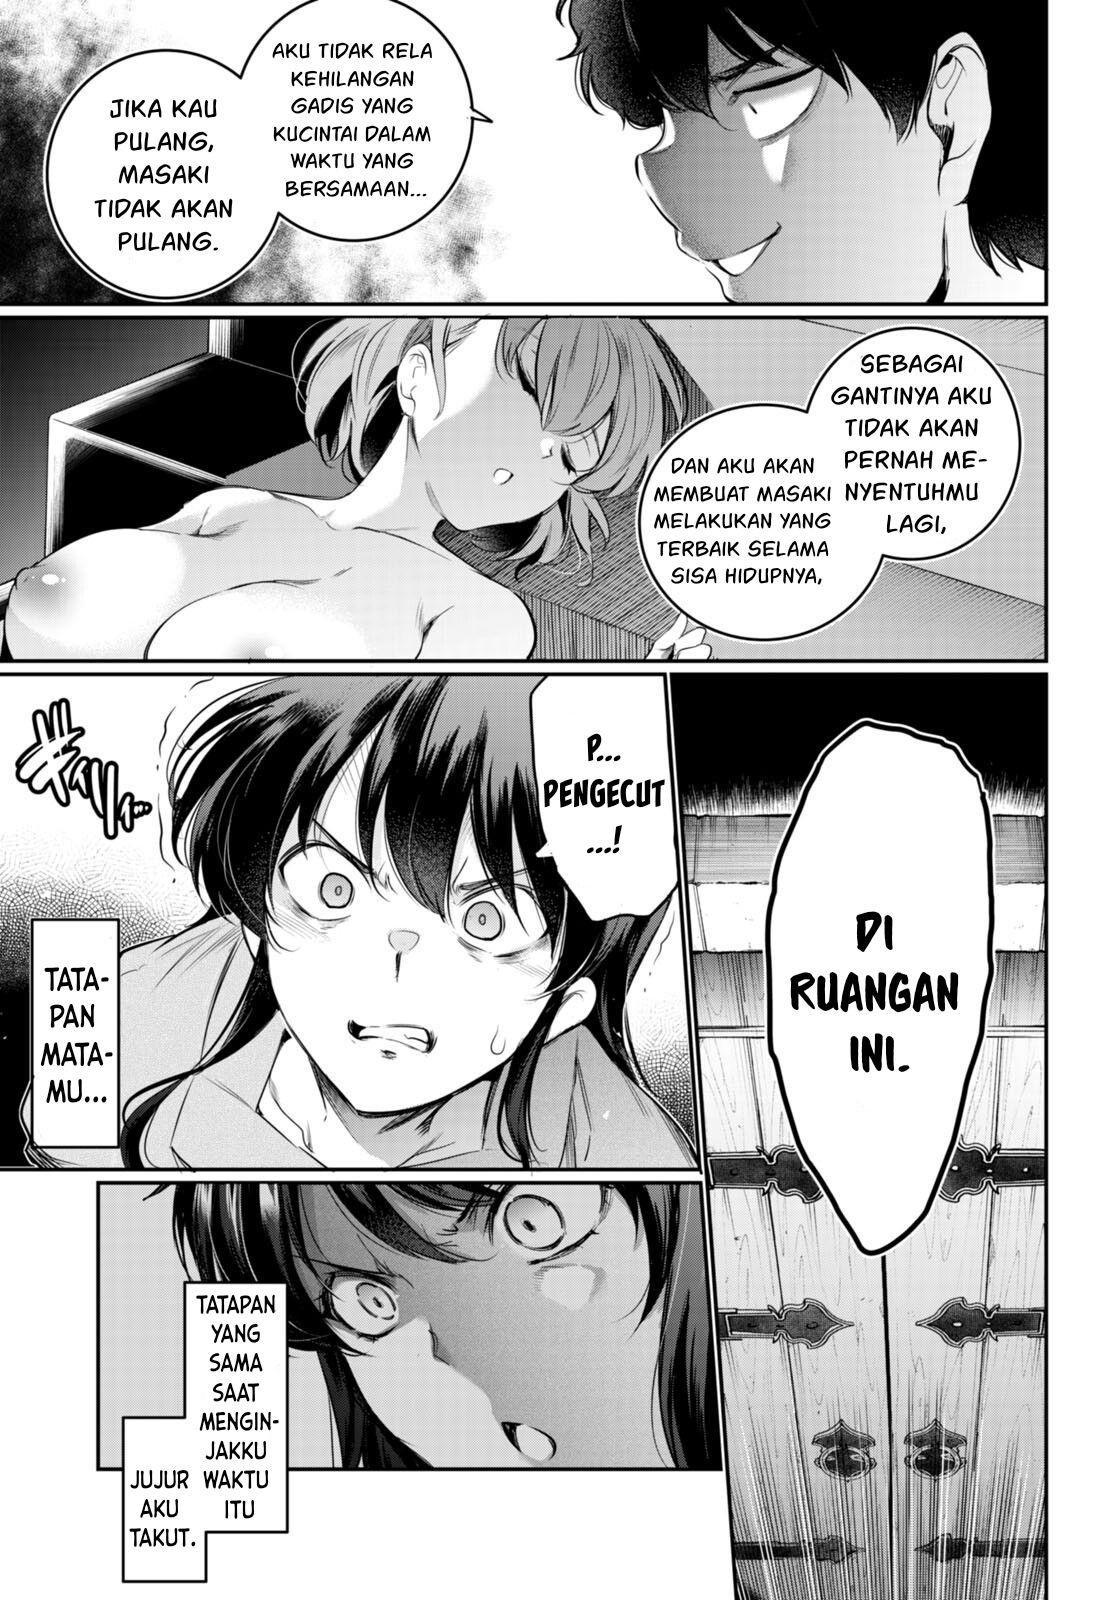 AKU TIDAK RELA
KEHILANGAN
GADIS YANG
KUCINTAI DALAM
WAKTU YANG
BERSAMAAN...
JIKA KAU
PULANG,
MASAKI
TIDAK AKAN
PULANG.
SEBAGAI
GANTINYA AKU
TIDAK AKAN
PERNAH ME-
NYENTUHMU
LAGI,
DAN AKU AKAN
MEMBUAT MASAKI
MELAKUKAN YANG
TERBAIK SELAMA
SISA HIDUPNYA,
DI
RUANGAN
INI.
P...
PENGECUT
...!
ギリッ...
TATA-
PAN
MATA-
MU...
TATAPAN
YANG
SAMA
SAAT
MENGIN-
JAKKU
WAKTU
ITU
JUJUR
AKU
TAKUT.